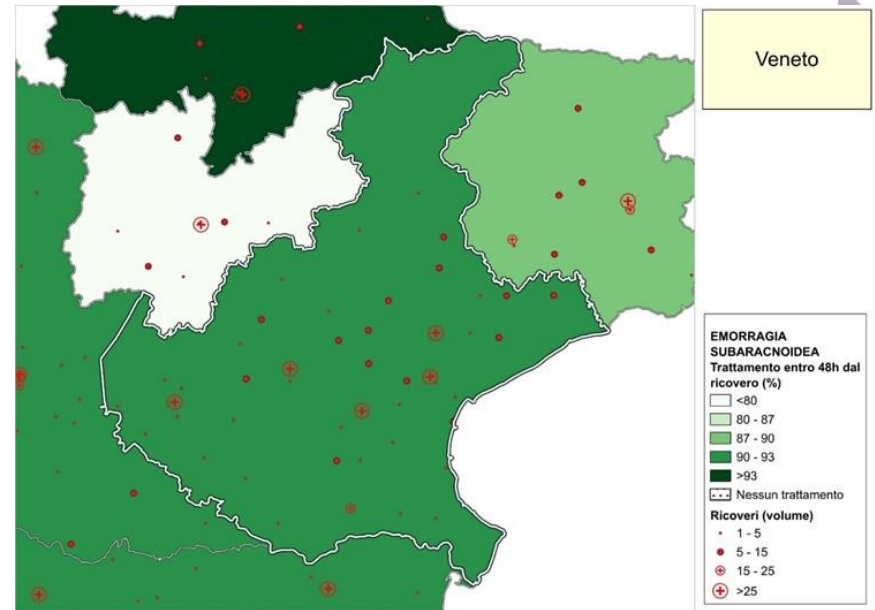 Veneto
EMORRAGIA
SUBARACNOIDEA
Trattamento entro 48h dal
ricovero (%)
<80
80 - 87
87 - 90
90 - 93
>93
Nessun trattamento
Ricoveri (volume)
1 - 5
5 - 15
15 - 25
>25